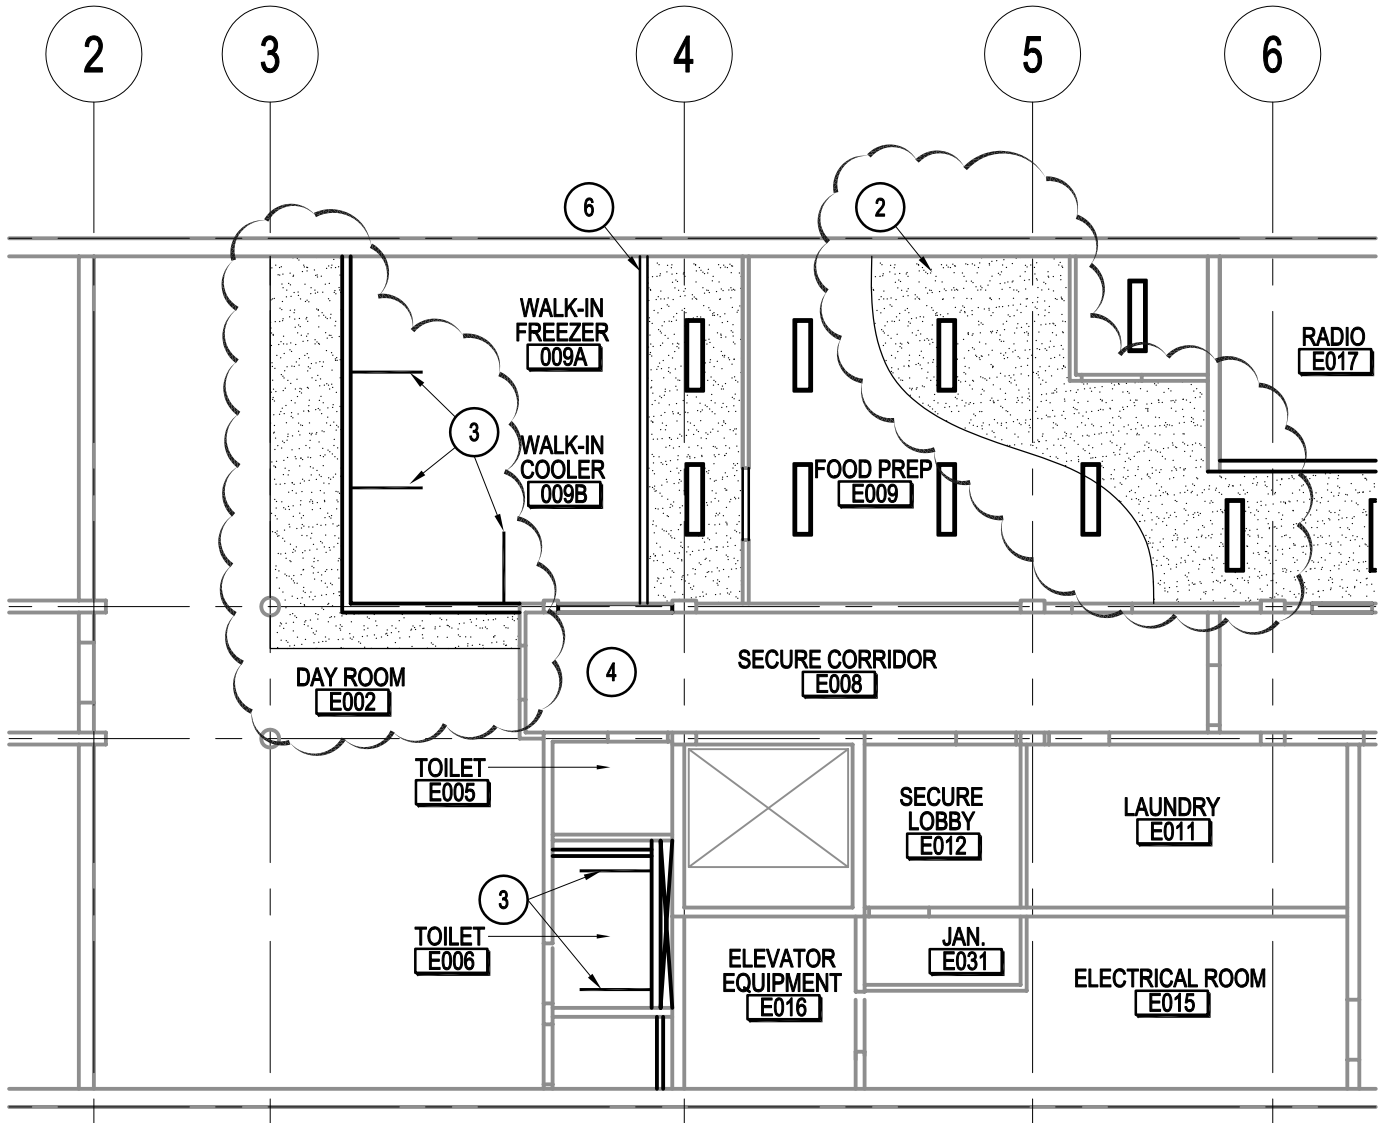 2
3
4
5
6
6
2
WALK-IN
FREEZER
009A
RADIO
E017
3
WALK-IN
COOLER
009B
FOOD PREP
E009
DAY ROOM
E002
4
SECURE CORRIDOR
E008
TOILET
E005
SECURE
LOBBY
E012
LAUNDRY
E011
3
TOILET
E006
ELEVATOR
EQUIPMENT
E016
JAN.
E031
ELECTRICAL ROOM
E015